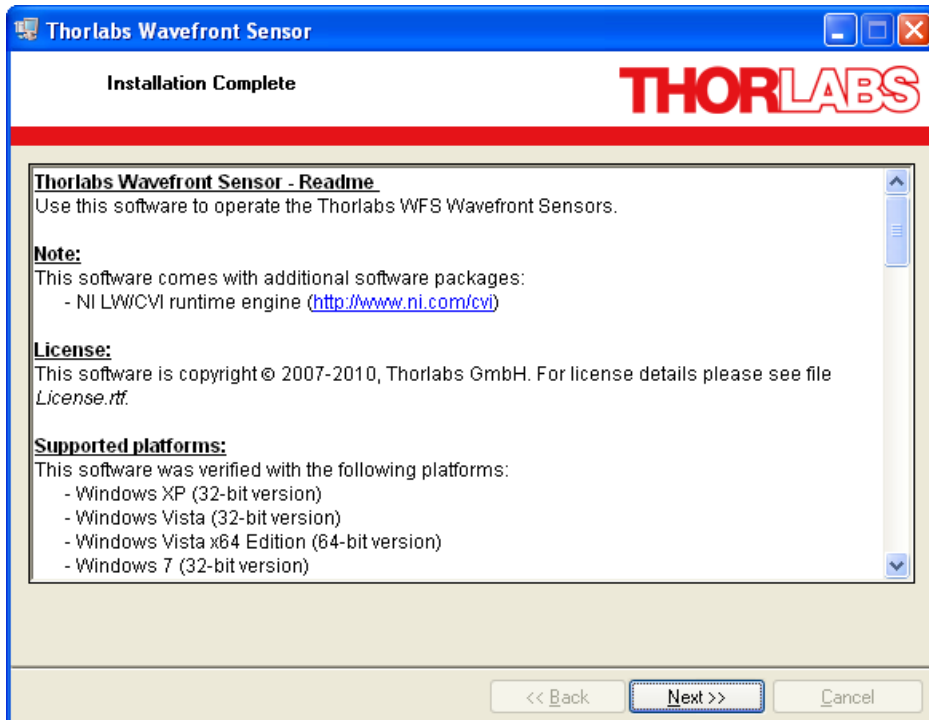 Thorlabs Wavefront Sensor
Installation Complete
THORLABS
Thorlabs Wavefront Sensor - Readme
Use this software to operate the Thorlabs WFS Wavefront Sensors.
Note:
This software comes with additional software packages:
- NI LW/CVI runtime engine (http://www.ni.com/cvi)
License:
This software is copyright © 2007-2010, Thorlabs GmbH. For license details please see file
License.rtf.
Supported platforms:
This software was verified with the following platforms:
- Windows XP (32-bit version)
- Windows Vista (32-bit version)
- Windows Vista x64 Edition (64-bit version)
- Windows 7 (32-bit version)
<< Back Next >> Cancel